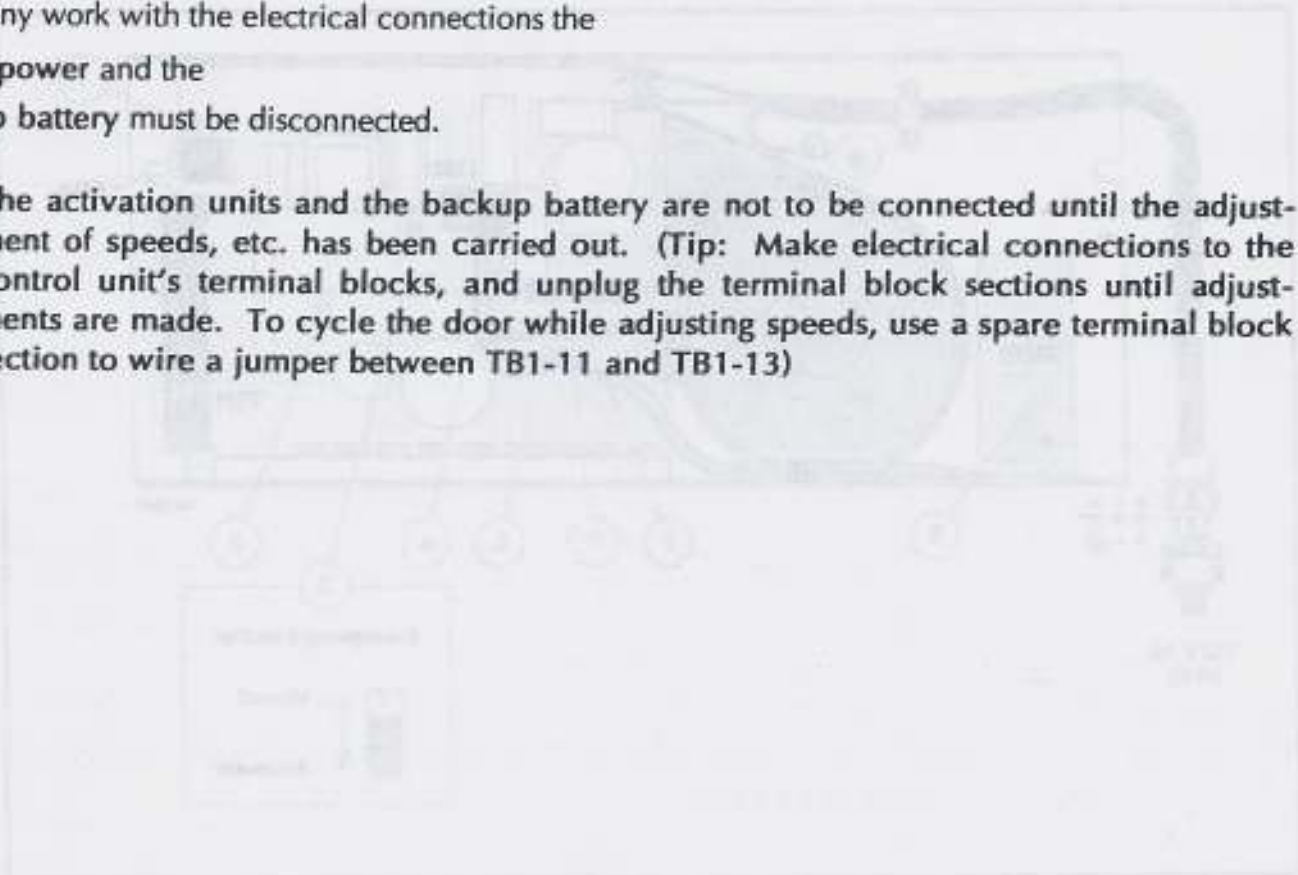 ny work with the electrical connections the
power and the
battery must be disconnected.
he activation units and the backup battery are not to be connected until the adjust-
ent of speeds, etc. has been carried out. (Tip: Make electrical connections to the
ontrol unit's terminal blocks, and unplug the terminal block sections until adjust-
ents are made. To cycle the door while adjusting speeds, use a spare terminal block
ection to wire a jumper between TB1-11 and TB1-13)